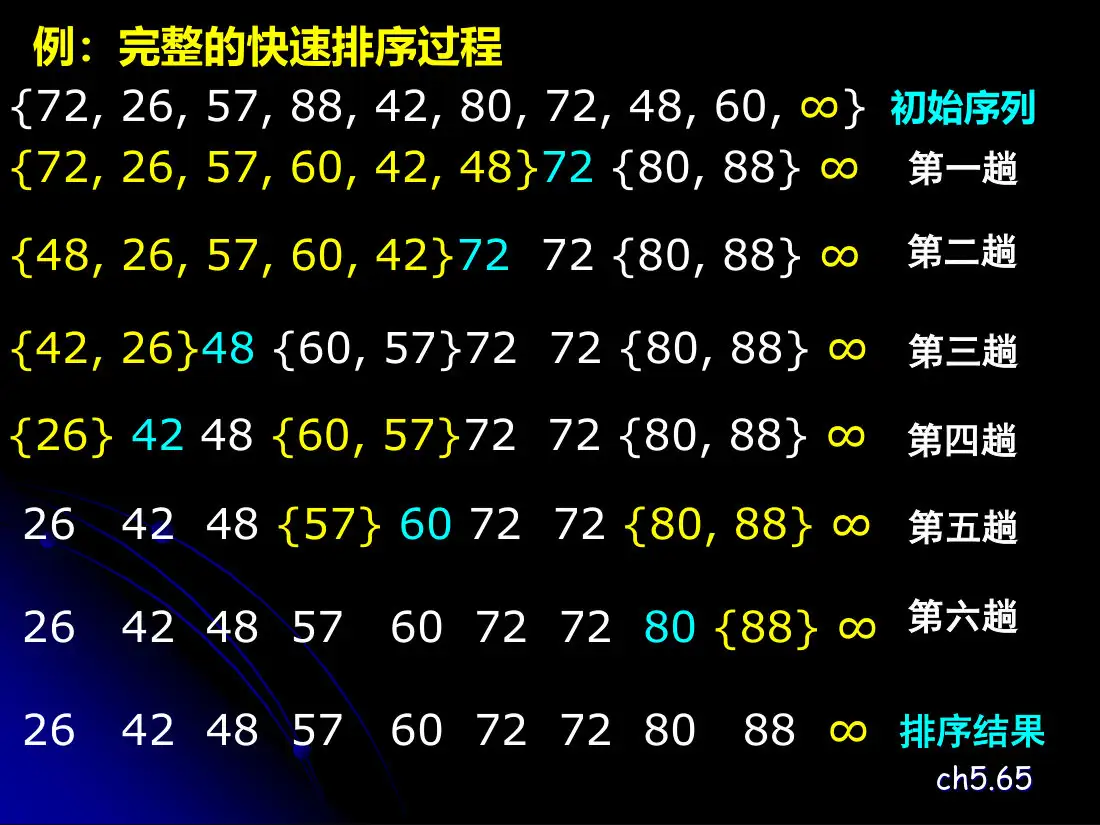 例：完整的快速排序过程
{72, 26, 57, 88, 42, 80, 72, 48, 60, ∞} 初始序列
{72, 26, 57, 60, 42, 48}72 {80, 88} ∞ 第一趟
{48, 26, 57, 60, 42}72 72 {80, 88} ∞ 第二趟
{42, 26}48 {60, 57}72 72 {80, 88} ∞ 第三趟
{26} 42 48 {60, 57}72 72 {80, 88} ∞ 第四趟
26 42 48 {57} 60 72 72 {80, 88} ∞ 第五趟
26 42 48 57 60 72 72 80 {88} ∞ 第六趟
26 42 48 57 60 72 72 80 88 ∞ 排序结果
ch5.65